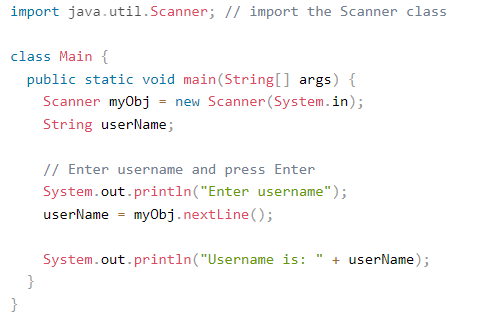 import java.util.Scanner; // import the Scanner class
class Main {
public static void main(String[] args) {
Scanner myObj = new Scanner(System.in);
String userName;
// Enter username and press Enter
System.out.println("Enter username");
userName = myObj.nextLine();
System.out.println("Username is: " + userName);
}
}